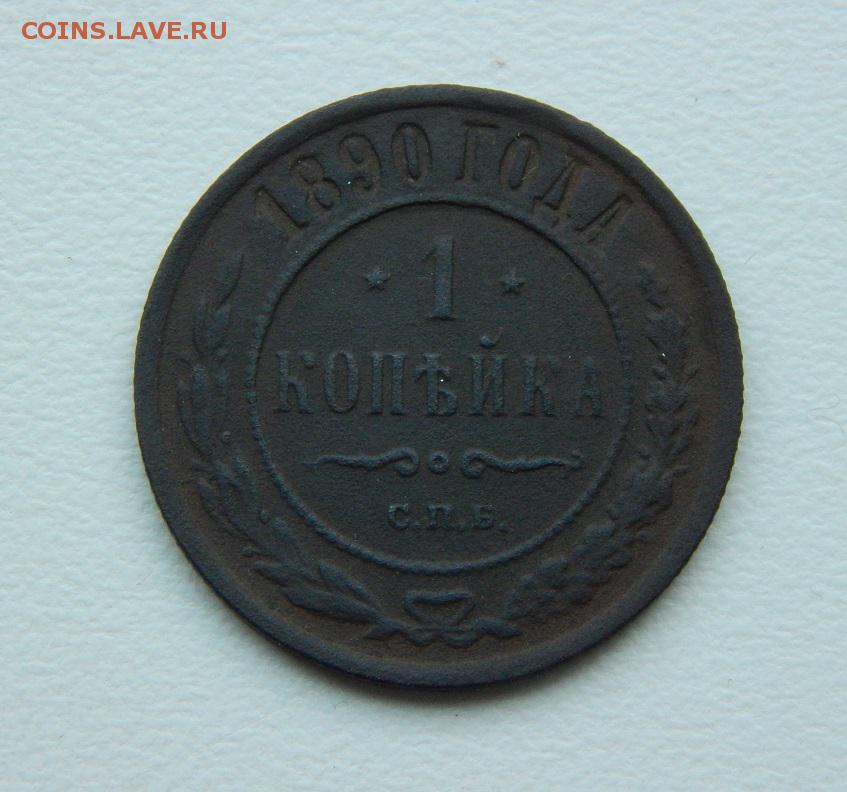 COINS.LAVE.RU
1890 ГОДА
* 1 *
КОПѢЙКА
С.П.Б.